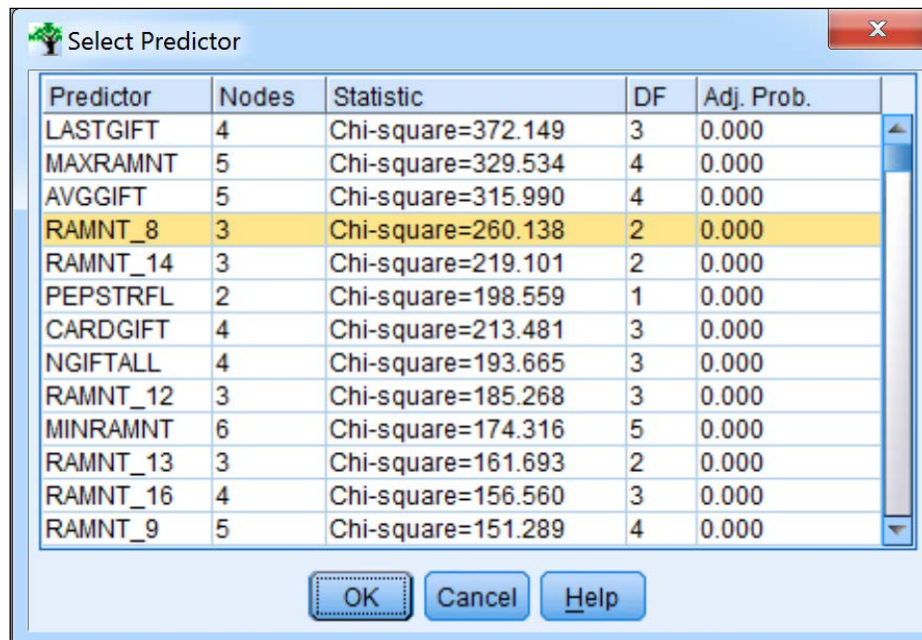 Select Predictor
X
Predictor Nodes Statistic DF Adj. Prob.
LASTGIFT 4 Chi-square=372.149 3 0.000
MAXRAMNT 5 Chi-square=329.534 4 0.000
AVGGIFT 5 Chi-square=315.990 4 0.000
RAMNT_8 3 Chi-square=260.138 2 0.000
RAMNT_14 3 Chi-square=219.101 2 0.000
PEPSTRFL 2 Chi-square=198.559 1 0.000
CARDGIFT 4 Chi-square=213.481 3 0.000
NGIFTALL 4 Chi-square=193.665 3 0.000
RAMNT_12 3 Chi-square=185.268 3 0.000
MINRAMNT 6 Chi-square=174.316 5 0.000
RAMNT_13 3 Chi-square=161.693 2 0.000
RAMNT_16 4 Chi-square=156.560 3 0.000
RAMNT_9 5 Chi-square=151.289 4 0.000
OK Cancel Help